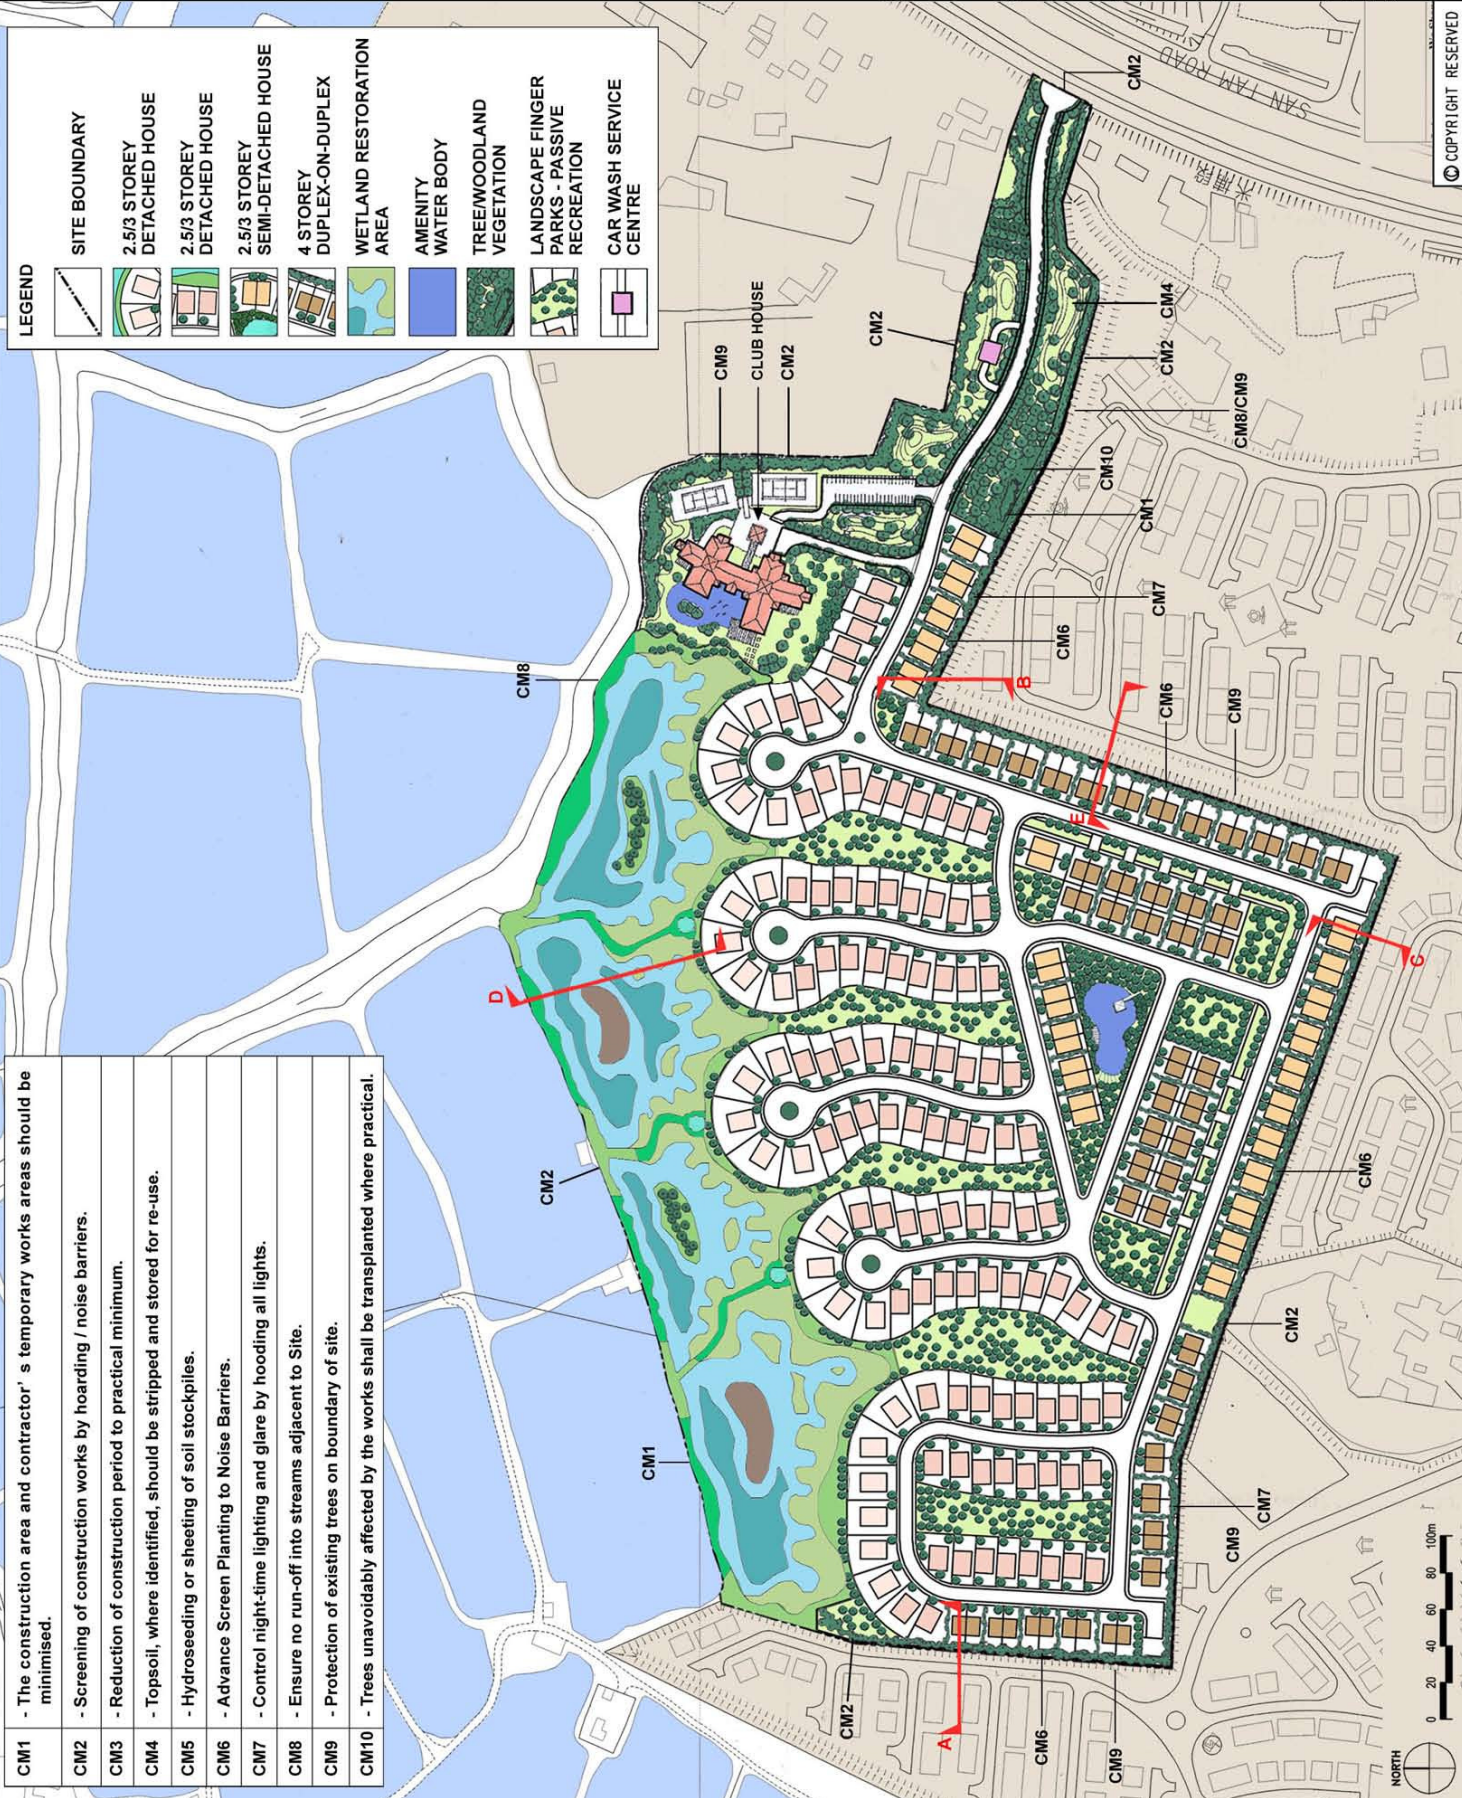 LEGEND
SITE BOUNDARY
2.5/3 STOREY
DETACHED HOUSE
2.5/3 STOREY
DETACHED HOUSE
2.5/3 STOREY
SEMI-DETACHED HOUSE
4 STOREY
DUPLEX-ON-DUPLEX
WETLAND RESTORATION
AREA
AMENITY
WATER BODY
TREE/WOODLAND
VEGETATION
LANDSCAPE FINGER
PARKS - PASSIVE
RECREATION
CAR WASH SERVICE
CENTRE
CM1 - The construction area and contractor' s temporary works areas should be
minimised.
CM2 - Screening of construction works by hoarding / noise barriers.
CM3 - Reduction of construction period to practical minimum.
CM4 - Topsoil, where identified, should be stripped and stored for re-use.
CM5 - Hydroseeding or sheeting of soil stockpiles.
CM6 - Advance Screen Planting to Noise Barriers.
CM7 - Control night-time lighting and glare by hooding all lights.
CM8 - Ensure no run-off into streams adjacent to Site.
CM9 - Protection of existing trees on boundary of site.
CM10 - Trees unavoidably affected by the works shall be transplanted where practical.
CM8
CM9
CLUB HOUSE
CM2
CM2
CM2
SAN TAM ROAD
CM4
CM2
CM8/CM9
CM10
CM1
CM7
CM6
B
CM6
CM9
E
D
C
CM2
CM6
CM1
CM2
CM7
CM9
CM2
A
CM6
CM9
NORTH
0 20 40 60 80 100m
© COPYRIGHT RESERVED